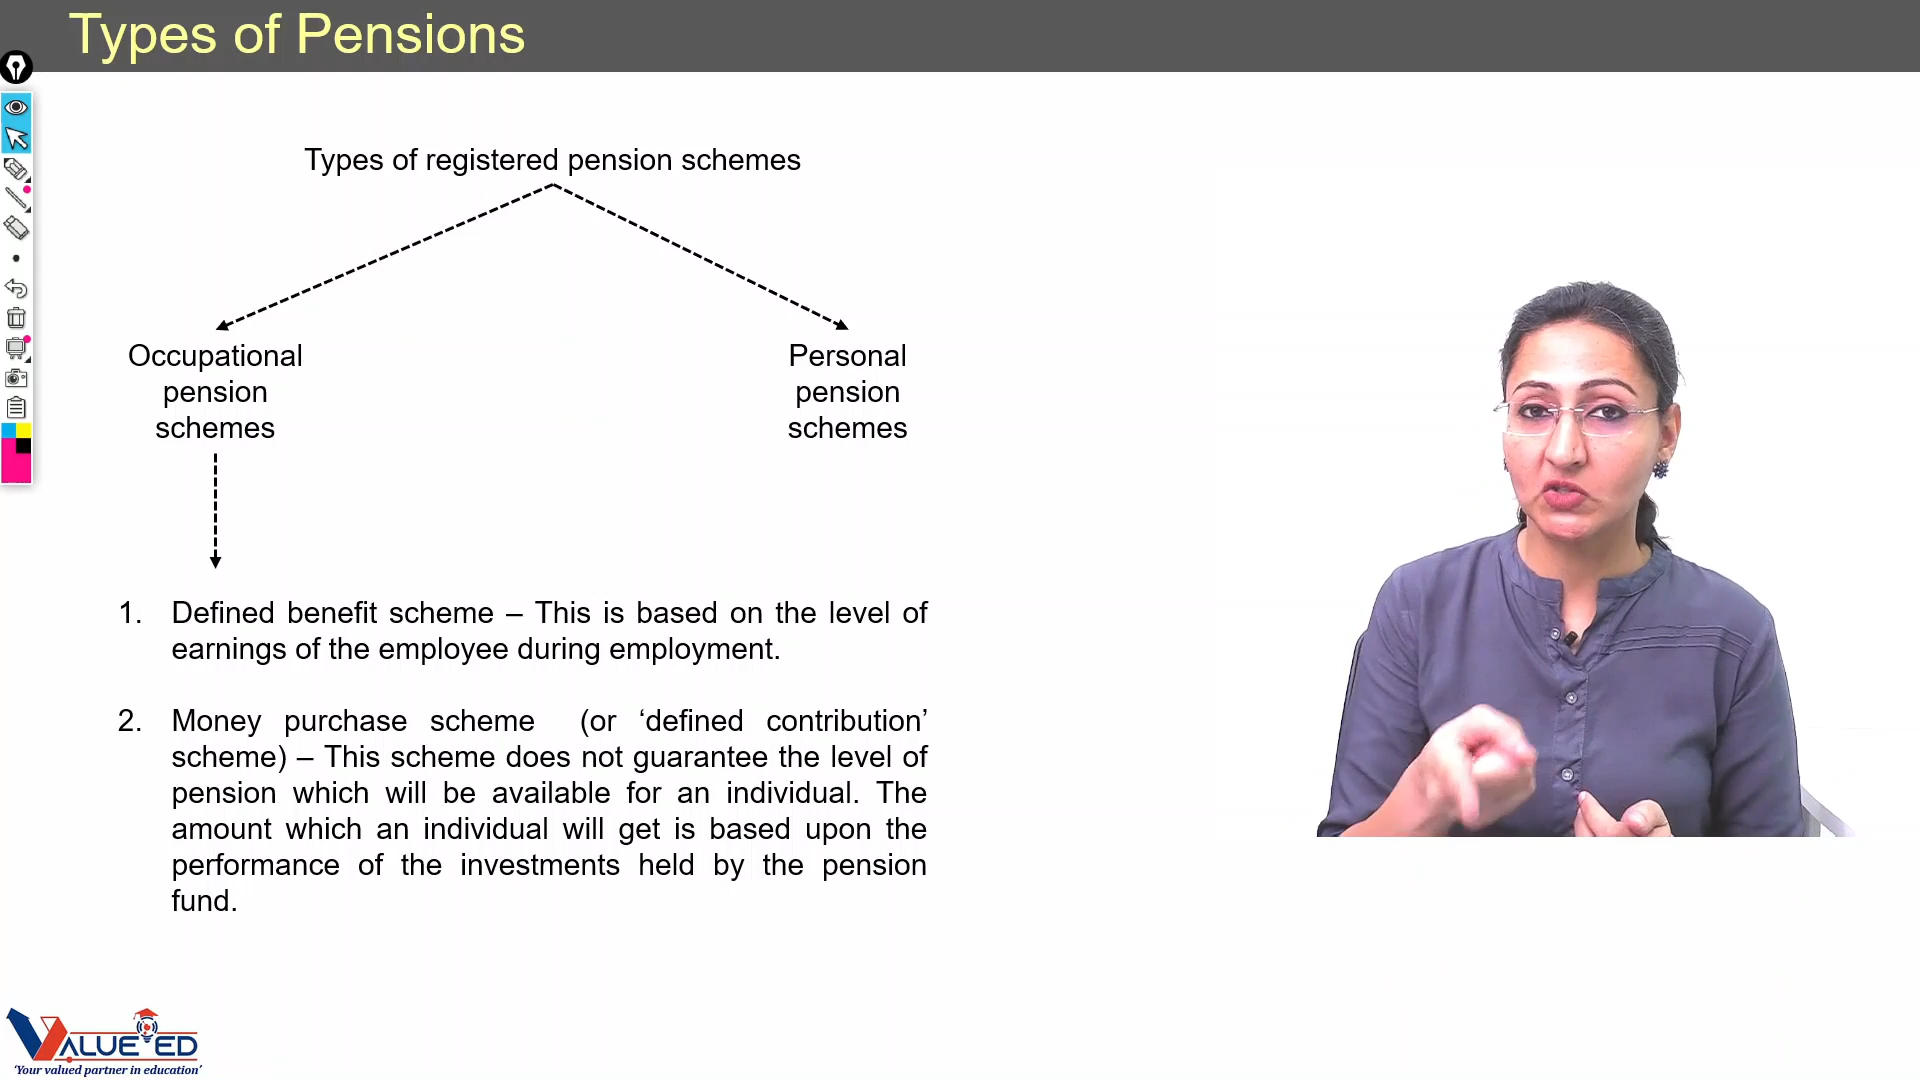 Types of Pensions
Types of registered pension schemes
Occupational
pension
schemes
Personal
pension
schemes
1. Defined benefit scheme – This is based on the level of
earnings of the employee during employment.
2. Money purchase scheme (or ‘defined contribution’
scheme) – This scheme does not guarantee the level of
pension which will be available for an individual. The
amount which an individual will get is based upon the
performance of the investments held by the pension
fund.
VALUE ED
‘Your valued partner in education’